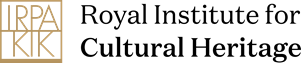 IRPA
KIK
Royal Institute for
Cultural Heritage